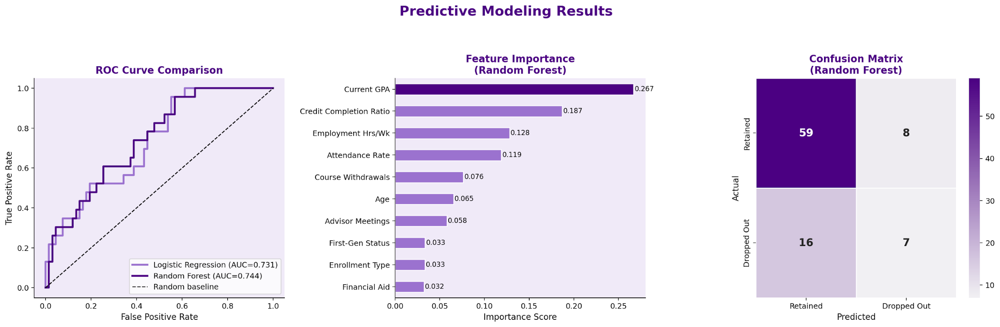 Predictive Modeling Results
ROC Curve Comparison
True Positive Rate
1.0
0.8
0.6
0.4
0.2
0.0
Logistic Regression (AUC=0.731)
Random Forest (AUC=0.744)
Random baseline
0.0 0.2 0.4 0.6 0.8 1.0
False Positive Rate
Feature Importance
(Random Forest)
Current GPA 0.267
Credit Completion Ratio 0.187
Employment Hrs/Wk 0.128
Attendance Rate 0.119
Course Withdrawals 0.076
Age 0.065
Advisor Meetings 0.058
First-Gen Status 0.033
Enrollment Type 0.033
Financial Aid 0.032
0.00 0.05 0.10 0.15 0.20 0.25
Importance Score
Confusion Matrix
(Random Forest)
Actual
Retained
59 8
Dropped Out
16 7
Retained Dropped Out
Predicted
50
40
30
20
10